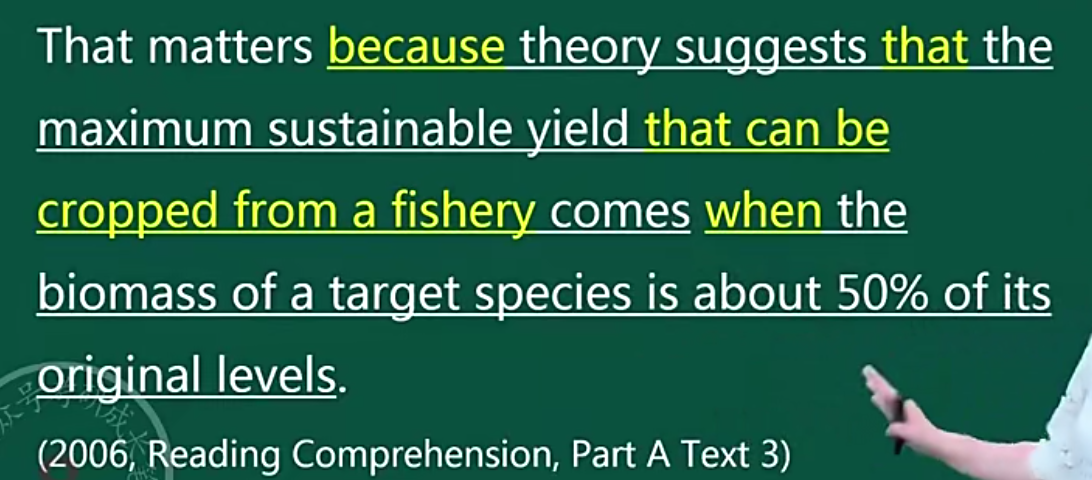 That matters because theory suggests that the
maximum sustainable yield that can be
cropped from a fishery comes when the
biomass of a target species is about 50% of its
original levels.
(2006, Reading Comprehension, Part A Text 3)